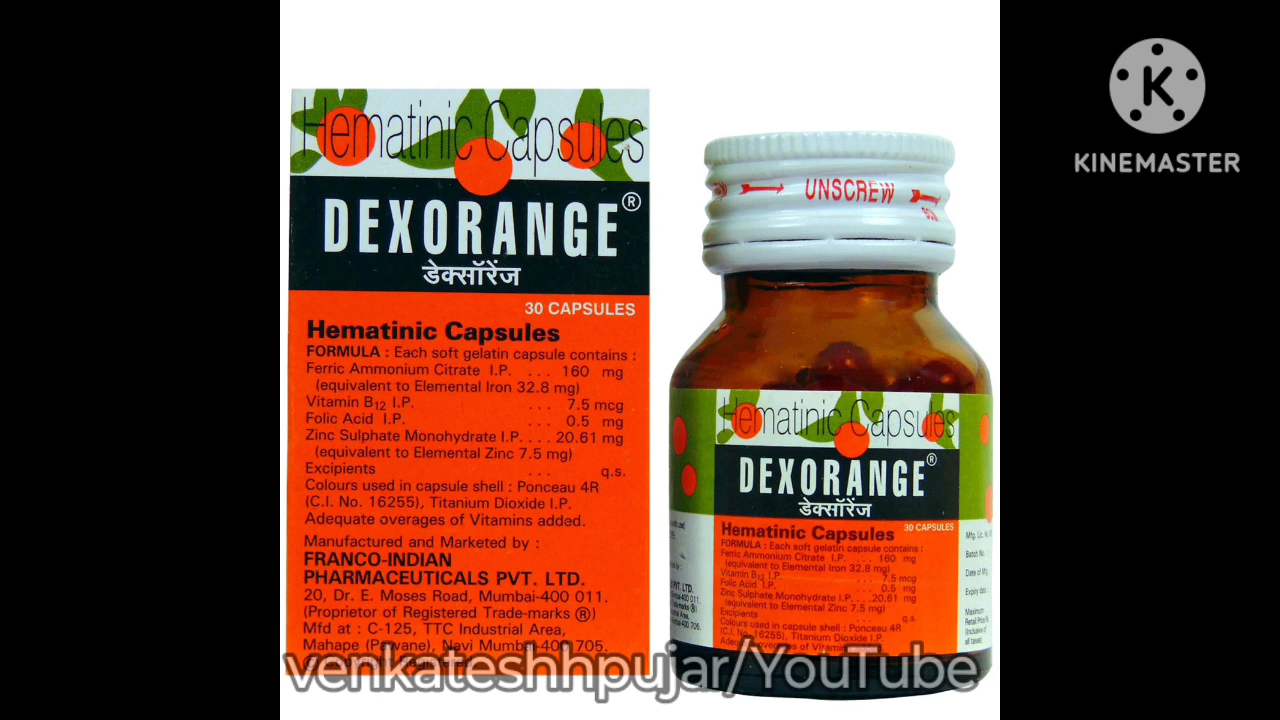 KINEMASTER
Hematinic Capsules
DEXORANGE®
डेक्सॉरेंज
30 CAPSULES
Hematinic Capsules
FORMULA : Each soft gelatin capsule contains :
Ferric Ammonium Citrate I.P. ... 160 mg
(equivalent to Elemental Iron 32.8 mg)
Vitamin B12 I.P. ... 7.5 mcg
Folic Acid I.P. ... 0.5 mg
Zinc Sulphate Monohydrate I.P. ... 20.61 mg
(equivalent to Elemental Zinc 7.5 mg)
Excipients ... q.s.
Colours used in capsule shell : Ponceau 4R
(C.I. No. 16255), Titanium Dioxide I.P.
Adequate overages of Vitamins added.
Manufactured and Marketed by :
FRANCO-INDIAN
PHARMACEUTICALS PVT. LTD.
20, Dr. E. Moses Road, Mumbai-400 011.
(Proprietor of Registered Trade-marks ®)
Mfd at : C-125, TTC Industrial Area,
Mahape (Pawane), Navi Mumbai-400 705.
UNSCREW
Hematinic Capsules
DEXORANGE®
डेक्सॉरेंज
30 CAPSULES
Hematinic Capsules
FORMULA : Each soft gelatin capsule contains :
Ferric Ammonium Citrate I.P. ... 160 mg
(equivalent to Elemental Iron 32.8 mg)
Vitamin B12 I.P. ... 7.5 mcg
Folic Acid I.P. ... 0.5 mg
Zinc Sulphate Monohydrate I.P. ... 20.61 mg
(equivalent to Elemental Zinc 7.5 mg)
Excipients ... q.s.
Colours used in capsule shell : Ponceau 4R
(C.I. No. 16255), Titanium Dioxide I.P.
PVT. LTD.
Mfg. Lic.
Batch No.
Date of Mfg.
Expiry date
Maximum
Retail Price
(Inclusive of
all taxes)
venkateshhpujar/YouTube